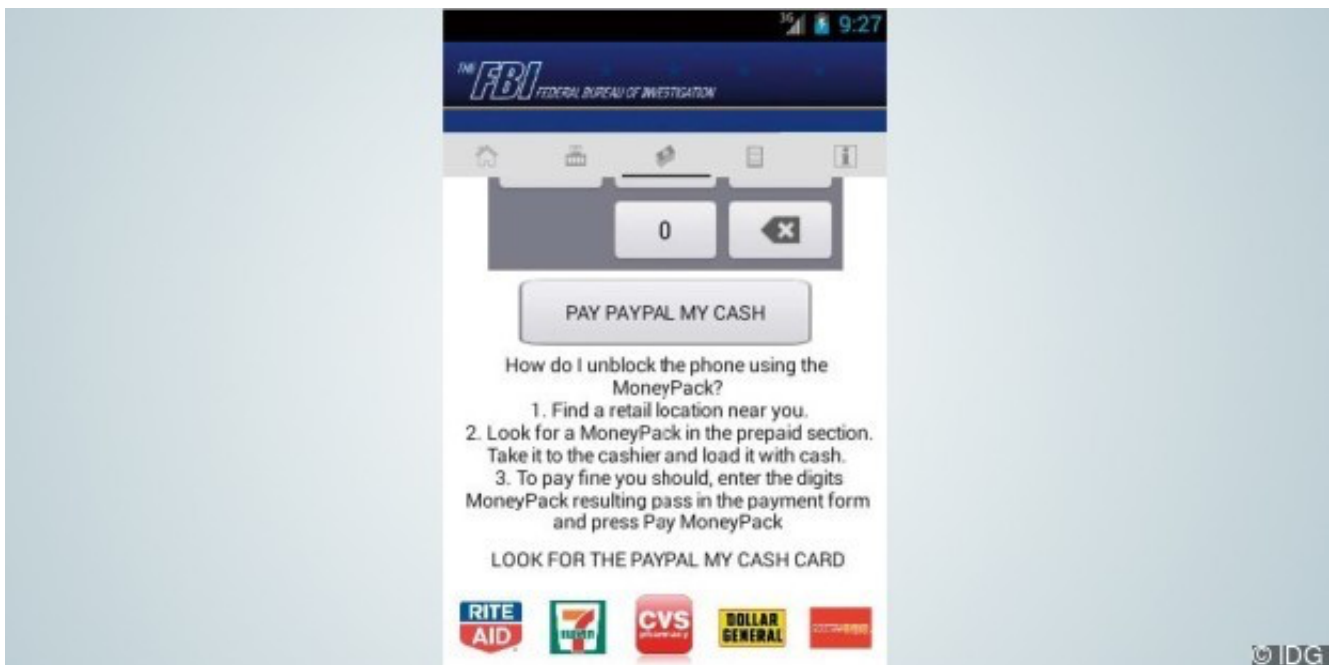 3G 9:27
THE FBI FEDERAL BUREAU OF INVESTIGATION
0
PAY PAYPAL MY CASH
How do I unblock the phone using the
MoneyPack?
1. Find a retail location near you.
2. Look for a MoneyPack in the prepaid section.
Take it to the cashier and load it with cash.
3. To pay fine you should, enter the digits
MoneyPack resulting pass in the payment form
and press Pay MoneyPack
LOOK FOR THE PAYPAL MY CASH CARD
RITE AID
7 ELEVEN
CVS pharmacy
DOLLAR GENERAL
© IDG